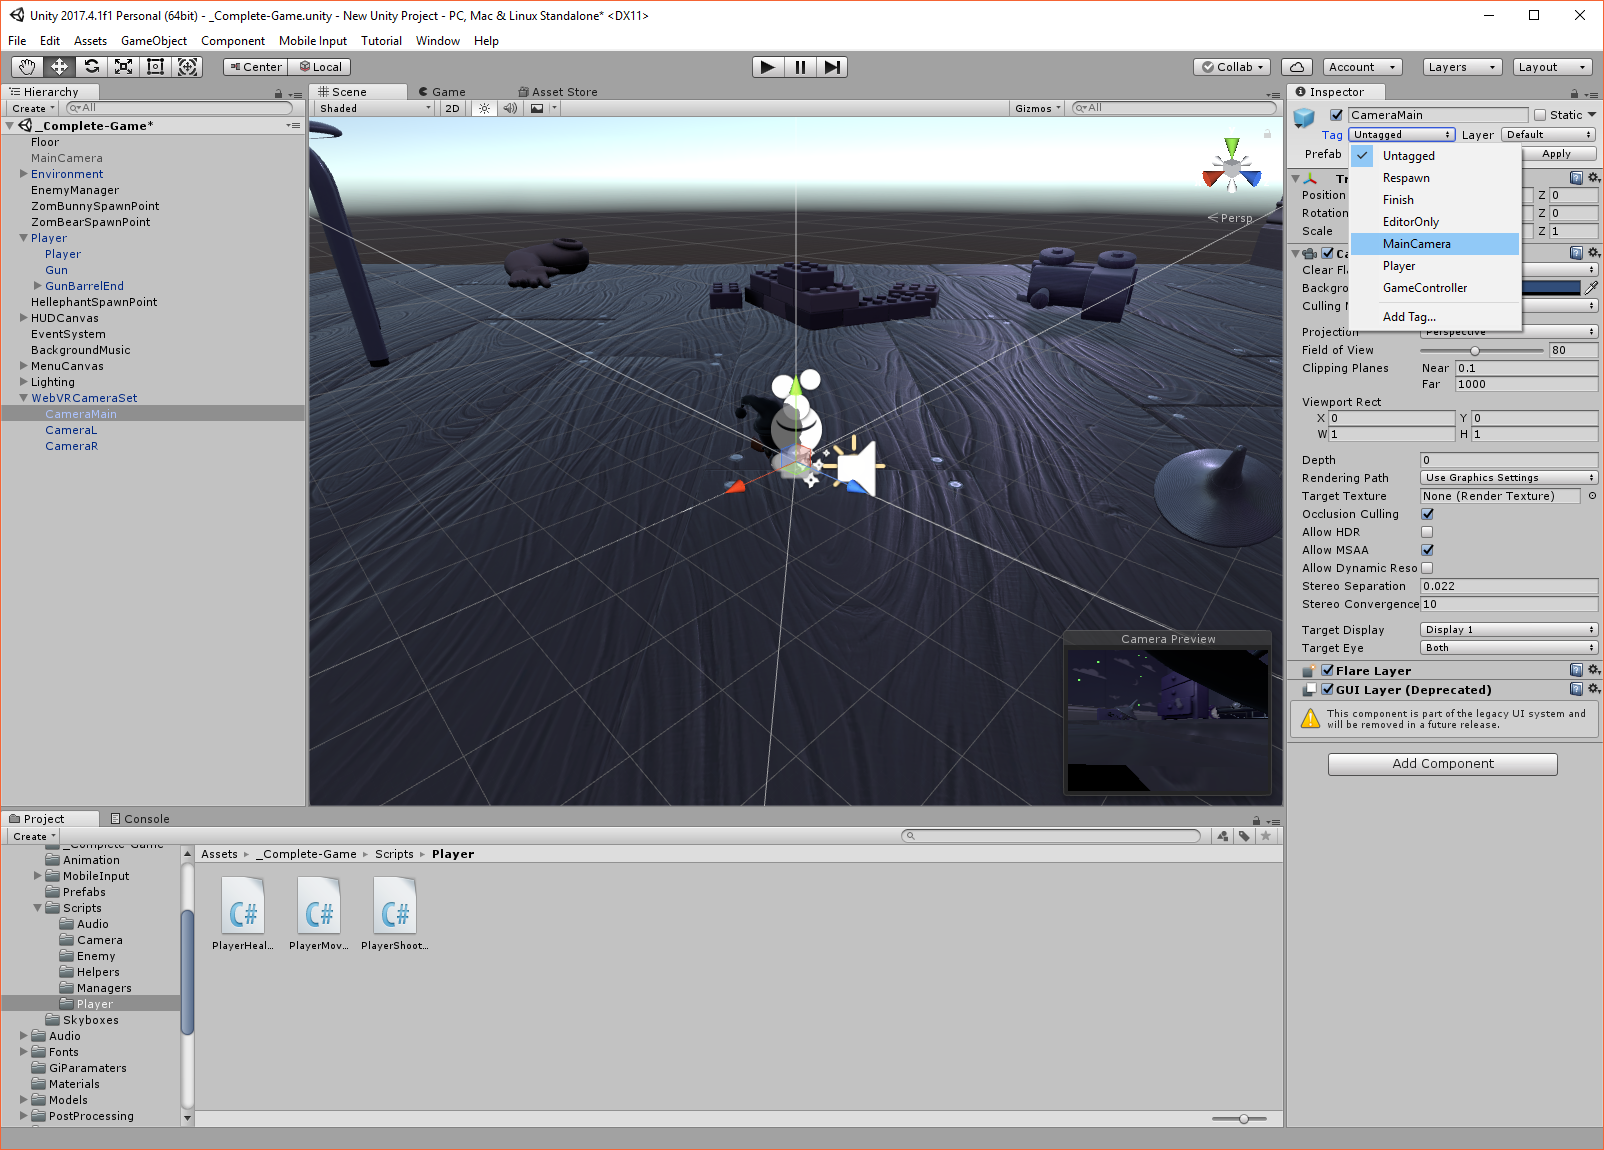 Unity 2017.4.1f1 Personal (64bit) - _Complete-Game.unity - New Unity Project - PC, Mac & Linux Standalone* <DX11>
File Edit Assets GameObject Component Mobile Input Tutorial Window Help
Center Local
Collab Account Layers Layout
Hierarchy
Create All
_Complete-Game*
Floor
MainCamera
Environment
EnemyManager
ZomBunnySpawnPoint
ZomBearSpawnPoint
Player
Player
Gun
GunBarrelEnd
HellephantSpawnPoint
HUDCanvas
EventSystem
BackgroundMusic
MenuCanvas
Lighting
WebVRCameraSet
CameraMain
CameraL
CameraR
Scene Game Asset Store
Shaded 2D Gizmos All
Persp
Camera Preview
Inspector
CameraMain Static
Tag Untagged Layer Default
Prefab Apply
Untagged
Respawn
Finish
EditorOnly
MainCamera
Player
GameController
Add Tag...
Tr
Position Z 0
Rotation Z 0
Scale Z 1
Ca
Clear Fla
Backgro
Culling M
Projection Perspective
Field of View 80
Clipping Planes Near 0.1
Far 1000
Viewport Rect
X 0 Y 0
W 1 H 1
Depth 0
Rendering Path Use Graphics Settings
Target Texture None (Render Texture)
Occlusion Culling
Allow HDR
Allow MSAA
Allow Dynamic Reso
Stereo Separation 0.022
Stereo Convergence 10
Target Display Display 1
Target Eye Both
Flare Layer
GUI Layer (Deprecated)
This component is part of the legacy UI system and
will be removed in a future release.
Add Component
Project Console
Create
_Complete-Game
Animation
MobileInput
Prefabs
Scripts
Audio
Camera
Enemy
Helpers
Managers
Player
Skyboxes
Audio
Fonts
GiParamaters
Materials
Models
PostProcessing
Assets _Complete-Game Scripts Player
C# C# C#
PlayerHeal... PlayerMov... PlayerShoot...